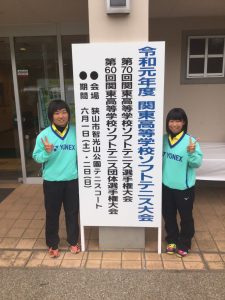 令和元年度 関東高等学校ソフトテニス大会
第70回関東高等学校ソフトテニス選手権大会
第60回関東高等学校ソフトテニス団体選手権大会
●会場 狭山市智光山公園テニスコート
●期間 六月一日(土)・二日(日)
YONEX
YONEX